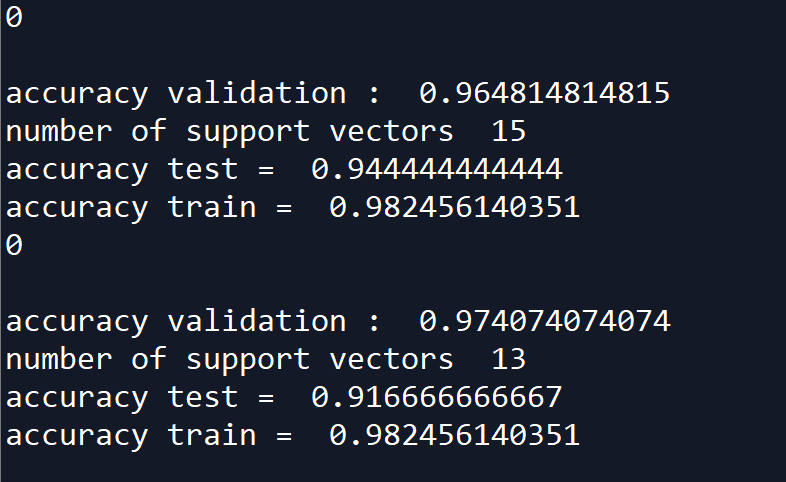 0
accuracy validation :  0.964814814815
number of support vectors  15
accuracy test =  0.944444444444
accuracy train =  0.982456140351
0
accuracy validation :  0.974074074074
number of support vectors  13
accuracy test =  0.916666666667
accuracy train =  0.982456140351